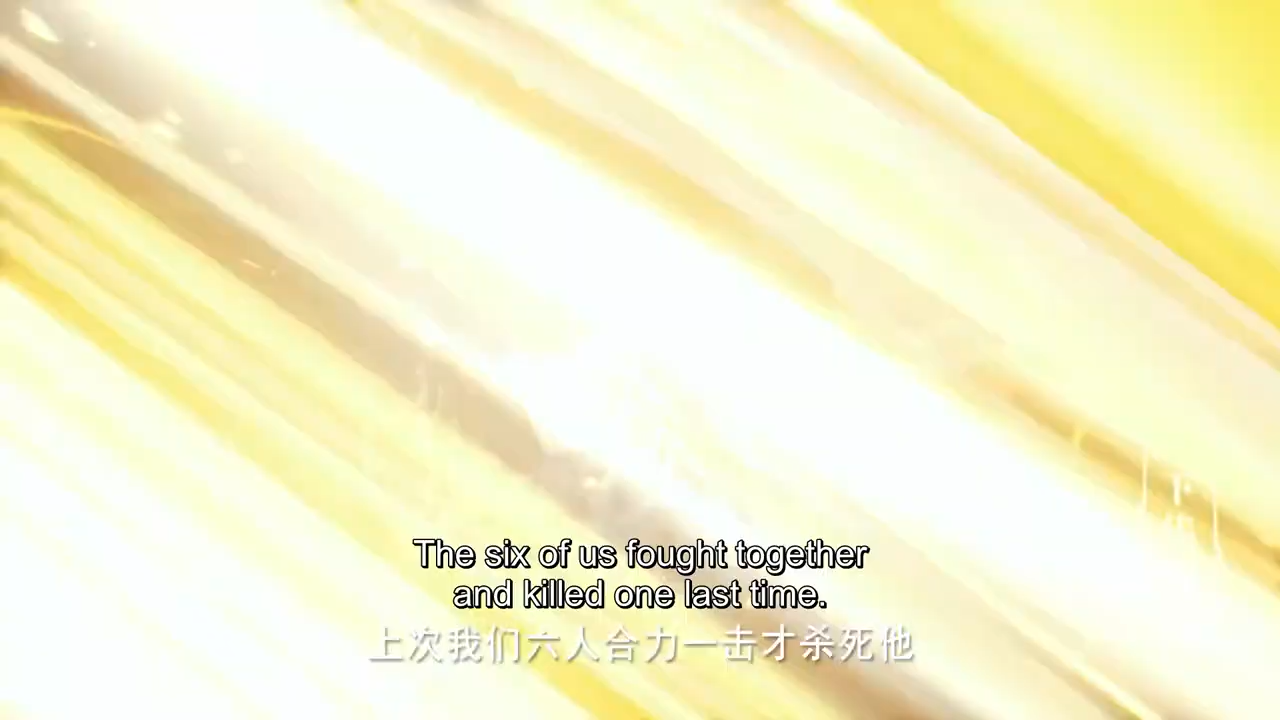 The six of us fought together
and killed one last time.
上次我们六人合力一击才杀死他